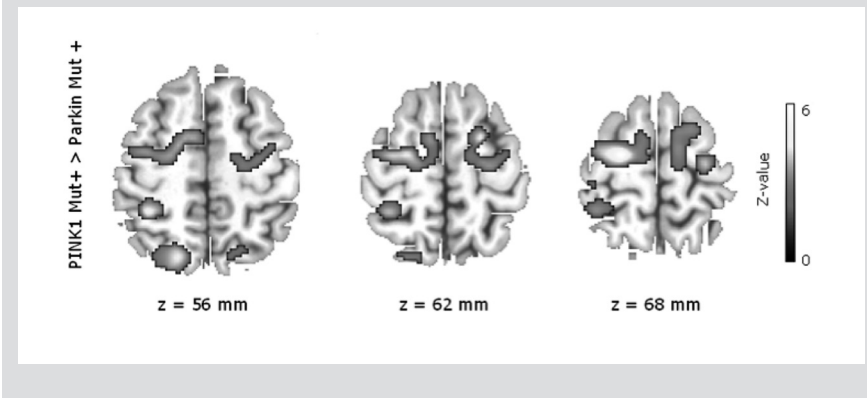 PINK1 Mut+ > Parkin Mut +
z = 56 mm
z = 62 mm
z = 68 mm
Z-value
6
0